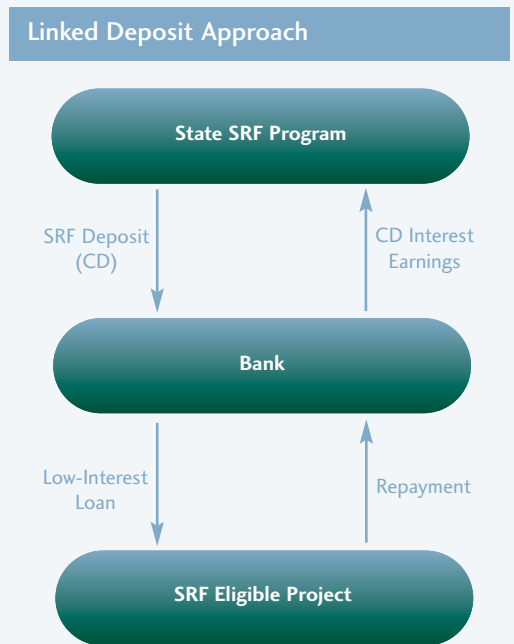 Linked Deposit Approach
State SRF Program
SRF Deposit
(CD)
CD Interest
Earnings
Bank
Low-Interest
Loan
Repayment
SRF Eligible Project